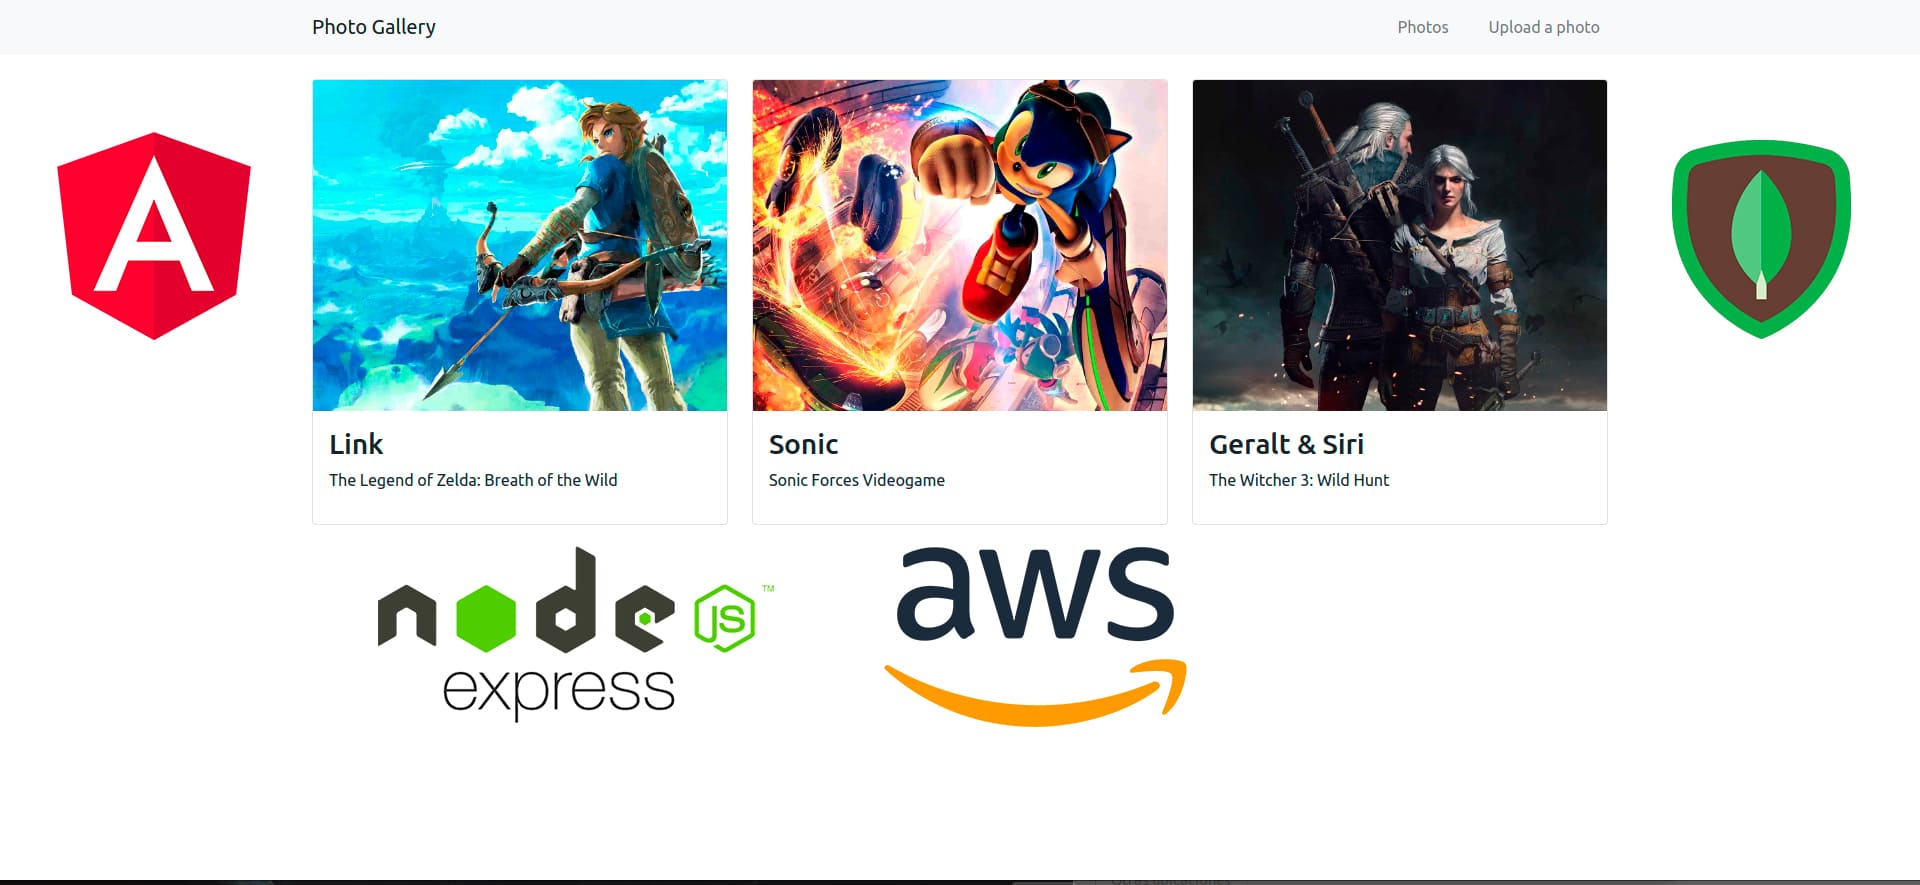 Photo Gallery
Photos
Upload a photo
Link
The Legend of Zelda: Breath of the Wild
Sonic
Sonic Forces Videogame
Geralt & Siri
The Witcher 3: Wild Hunt
A
node JS ™
express
aws